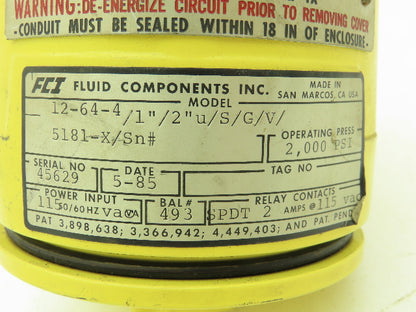 WARNING: DE-ENERGIZE CIRCUIT PRIOR TO REMOVING COVER
-CONDUIT MUST BE SEALED WITHIN 18 IN OF ENCLOSURE-
FCI FLUID COMPONENTS INC. MADE IN SAN MARCOS, CA USA
MODEL
12-64-4/1"/2"u/S/G/V/
5181-X/Sn#
OPERATING PRESS
2,000 PSI
SERIAL NO DATE TAG NO
45629 5-85
POWER INPUT BAL# RELAY CONTACTS
115 50/60 HZ 493 SPDT 2 AMPS @ 115 vac
PAT 3,898,638; 3,366,942; 4,449,403; AND PAT. PEND.